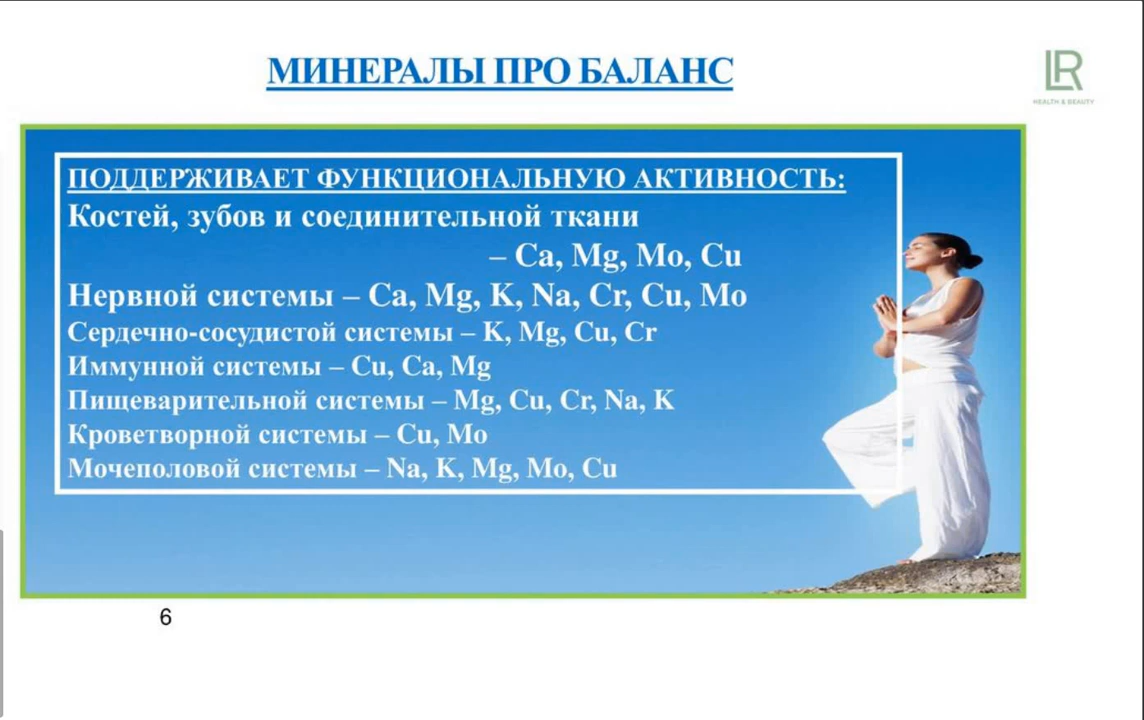 МИНЕРАЛЫ ПРО БАЛАНС
LR
HEALTH & BEAUTY
ПОДДЕРЖИВАЕТ ФУНКЦИОНАЛЬНУЮ АКТИВНОСТЬ:
Костей, зубов и соединительной ткани
– Ca, Mg, Mo, Cu
Нервной системы – Ca, Mg, K, Na, Cr, Cu, Mo
Сердечно-сосудистой системы – K, Mg, Cu, Cr
Иммунной системы – Cu, Ca, Mg
Пищеварительной системы – Mg, Cu, Cr, Na, K
Кроветворной системы – Cu, Mo
Мочеполовой системы – Na, K, Mg, Mo, Cu
6